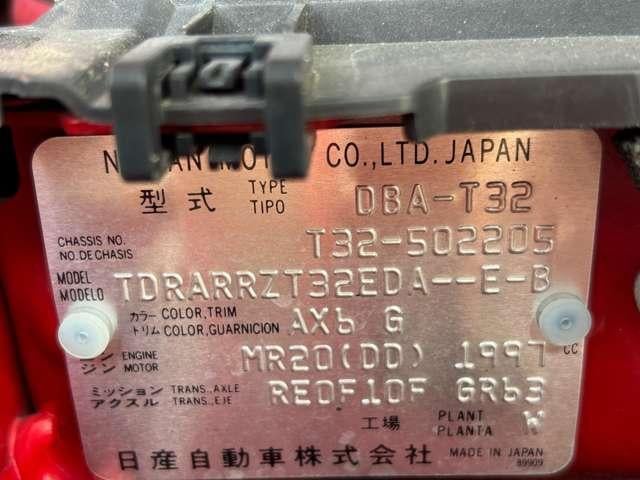 CO.,LTD. JAPAN
型式 TYPE TIPO DBA-T32
CHASSIS NO. NO.DE CHASIS T32-502205
MODEL MODELO TDRARRZT32EDA--E-B
カラー COLOR,TRIM トリム COLOR,GUARNICION AX6 G
ENGINE ジン MOTOR MR20(DD) 1997 CC
ミッション TRANS.,AXLE アクスル TRANS.,EJE RE0F10F GR63
工場 PLANT PLANTA W
日産自動車株式会社 MADE IN JAPAN
89909